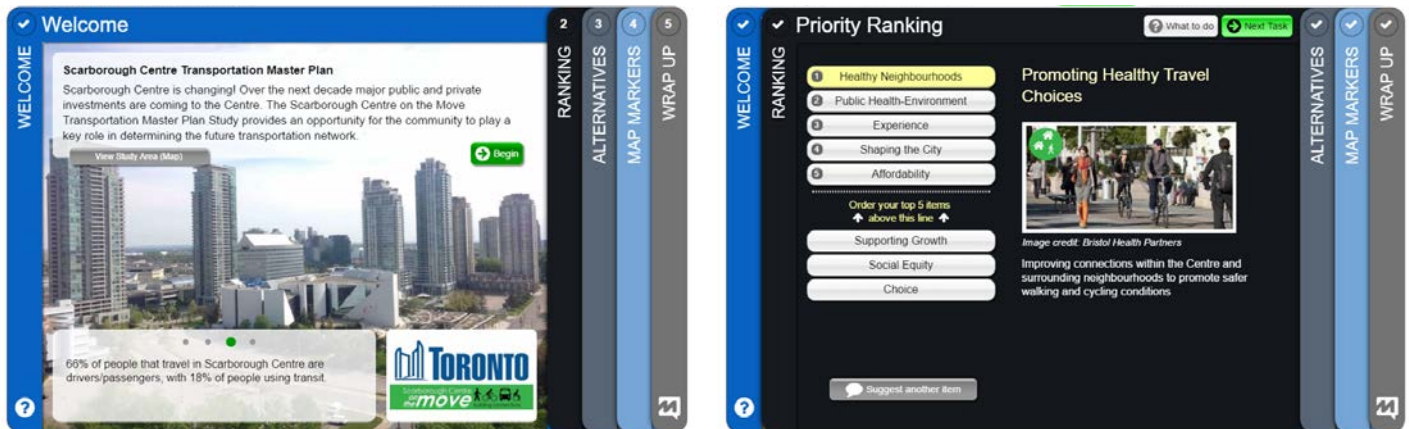 Welcome
WELCOME
Scarborough Centre Transportation Master Plan
Scarborough Centre is changing! Over the next decade major public and private
investments are coming to the Centre. The Scarborough Centre on the Move
Transportation Master Plan Study provides an opportunity for the community to play a
key role in determining the future transportation network.
View Study Area (Map)
Begin
66% of people that travel in Scarborough Centre are
drivers/passengers, with 18% of people using transit.
TORONTO
Scarborough Centre
on the move
2
RANKING
3
ALTERNATIVES
4
MAP MARKERS
5
WRAP UP
?
WELCOME
RANKING
Priority Ranking
? What to do
Next Task
1 Healthy Neighbourhoods
2 Public Health-Environment
3 Experience
4 Shaping the City
5 Affordability
Order your top 5 items
above this line
Supporting Growth
Social Equity
Choice
Suggest another item
Promoting Healthy Travel
Choices
Image credit: Bristol Health Partners
Improving connections within the Centre and
surrounding neighbourhoods to promote safer
walking and cycling conditions
ALTERNATIVES
MAP MARKERS
WRAP UP
?